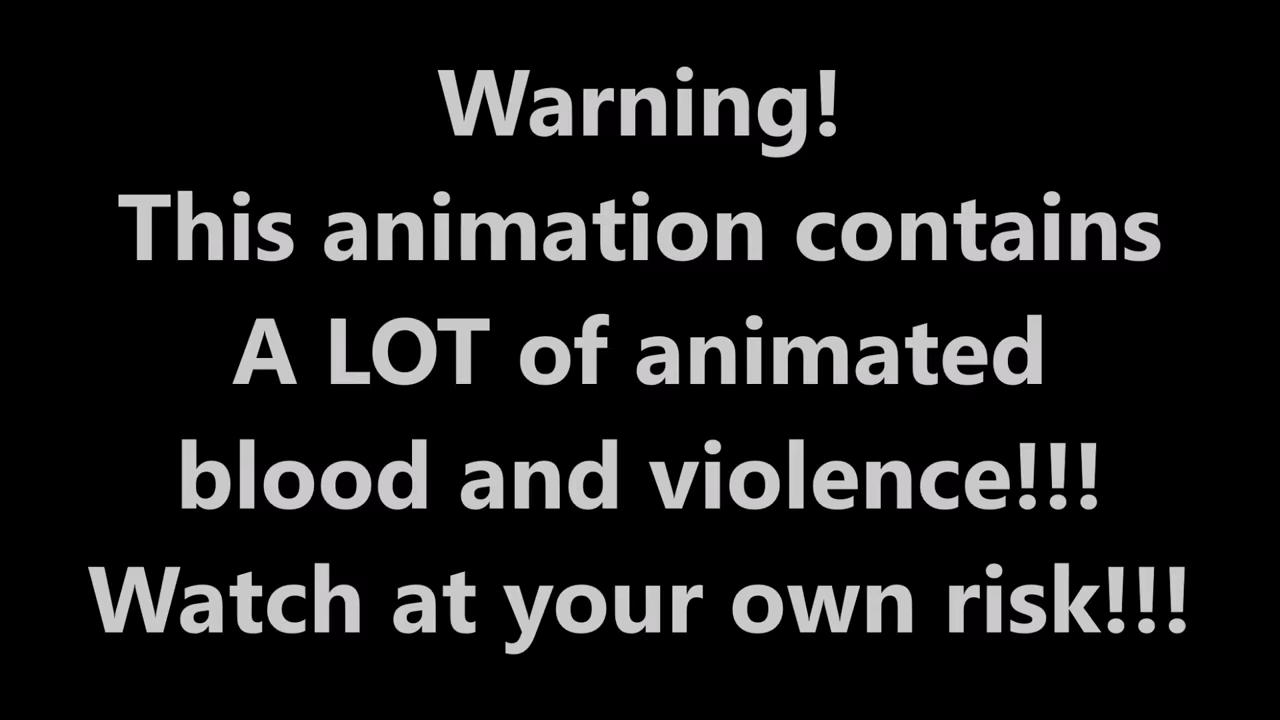 Warning!
This animation contains
A LOT of animated
blood and violence!!!
Watch at your own risk!!!